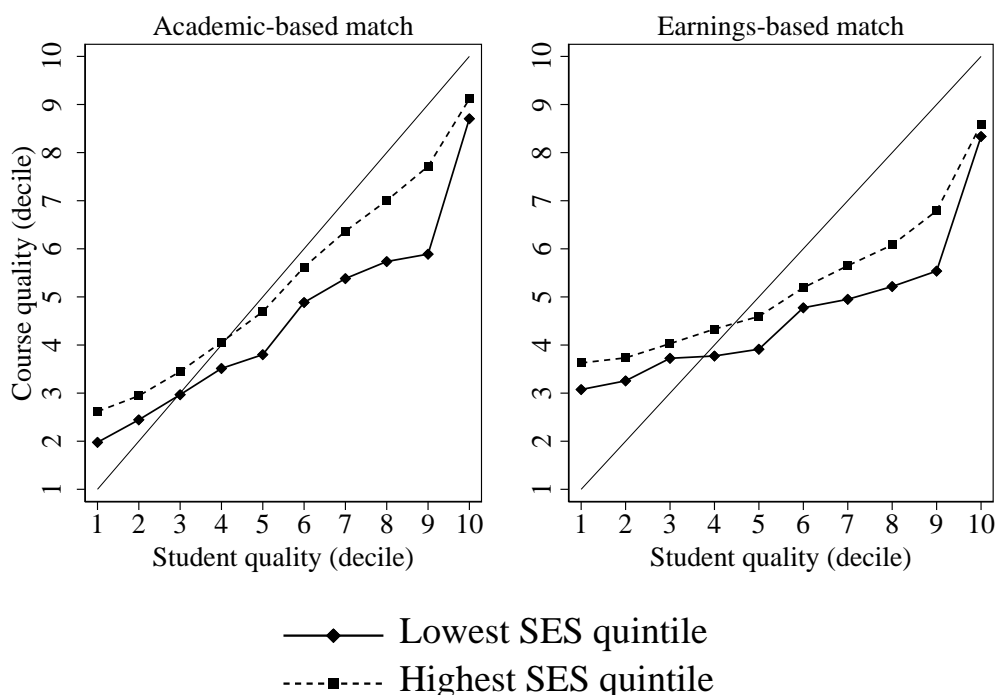 Academic-based match
Earnings-based match
Course quality (decile)
10
9
8
7
6
5
4
3
2
1
1 2 3 4 5 6 7 8 9 10
Student quality (decile)
10
9
8
7
6
5
4
3
2
1
1 2 3 4 5 6 7 8 9 10
Student quality (decile)
Lowest SES quintile
Highest SES quintile